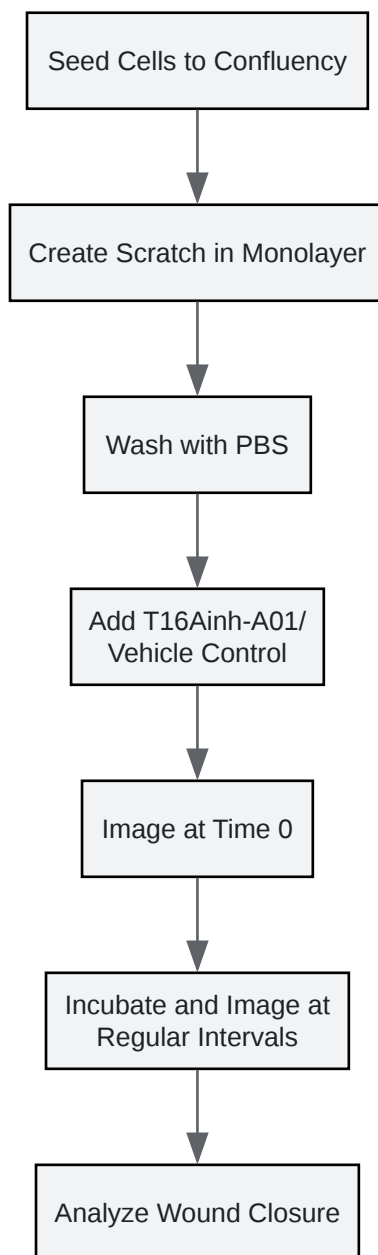 Seed Cells to Confluency
Create Scratch in Monolayer
Wash with PBS
Add T16Ainh-A01/
Vehicle Control
Image at Time 0
Incubate and Image at
Regular Intervals
Analyze Wound Closure